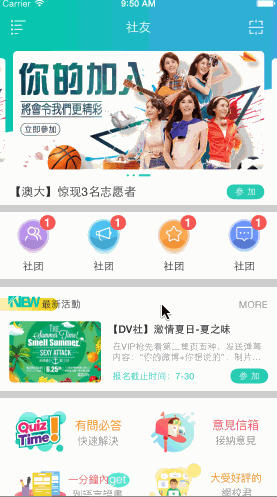 Carrier 9:50 AM
社友
你的加入
將會令我們更精彩
立即參加
【澳大】惊现3名志愿者
参 加
1 1 1 1
社团 社团 社团 社团
NEW 最新活動 MORE
THE
Summer Time!
Smell Summer
SEXY ATTACK
6.25
【DV社】激情夏日-夏之味
在VIP抢先看第二集页五种，发送弹幕
内容：“你的微博+你想说的”，制片...
报名截止时间：7-30
参 加
Quiz Time!
有問必答
快速解決
意見信箱
接納意見
一分鐘內get
大受好評的